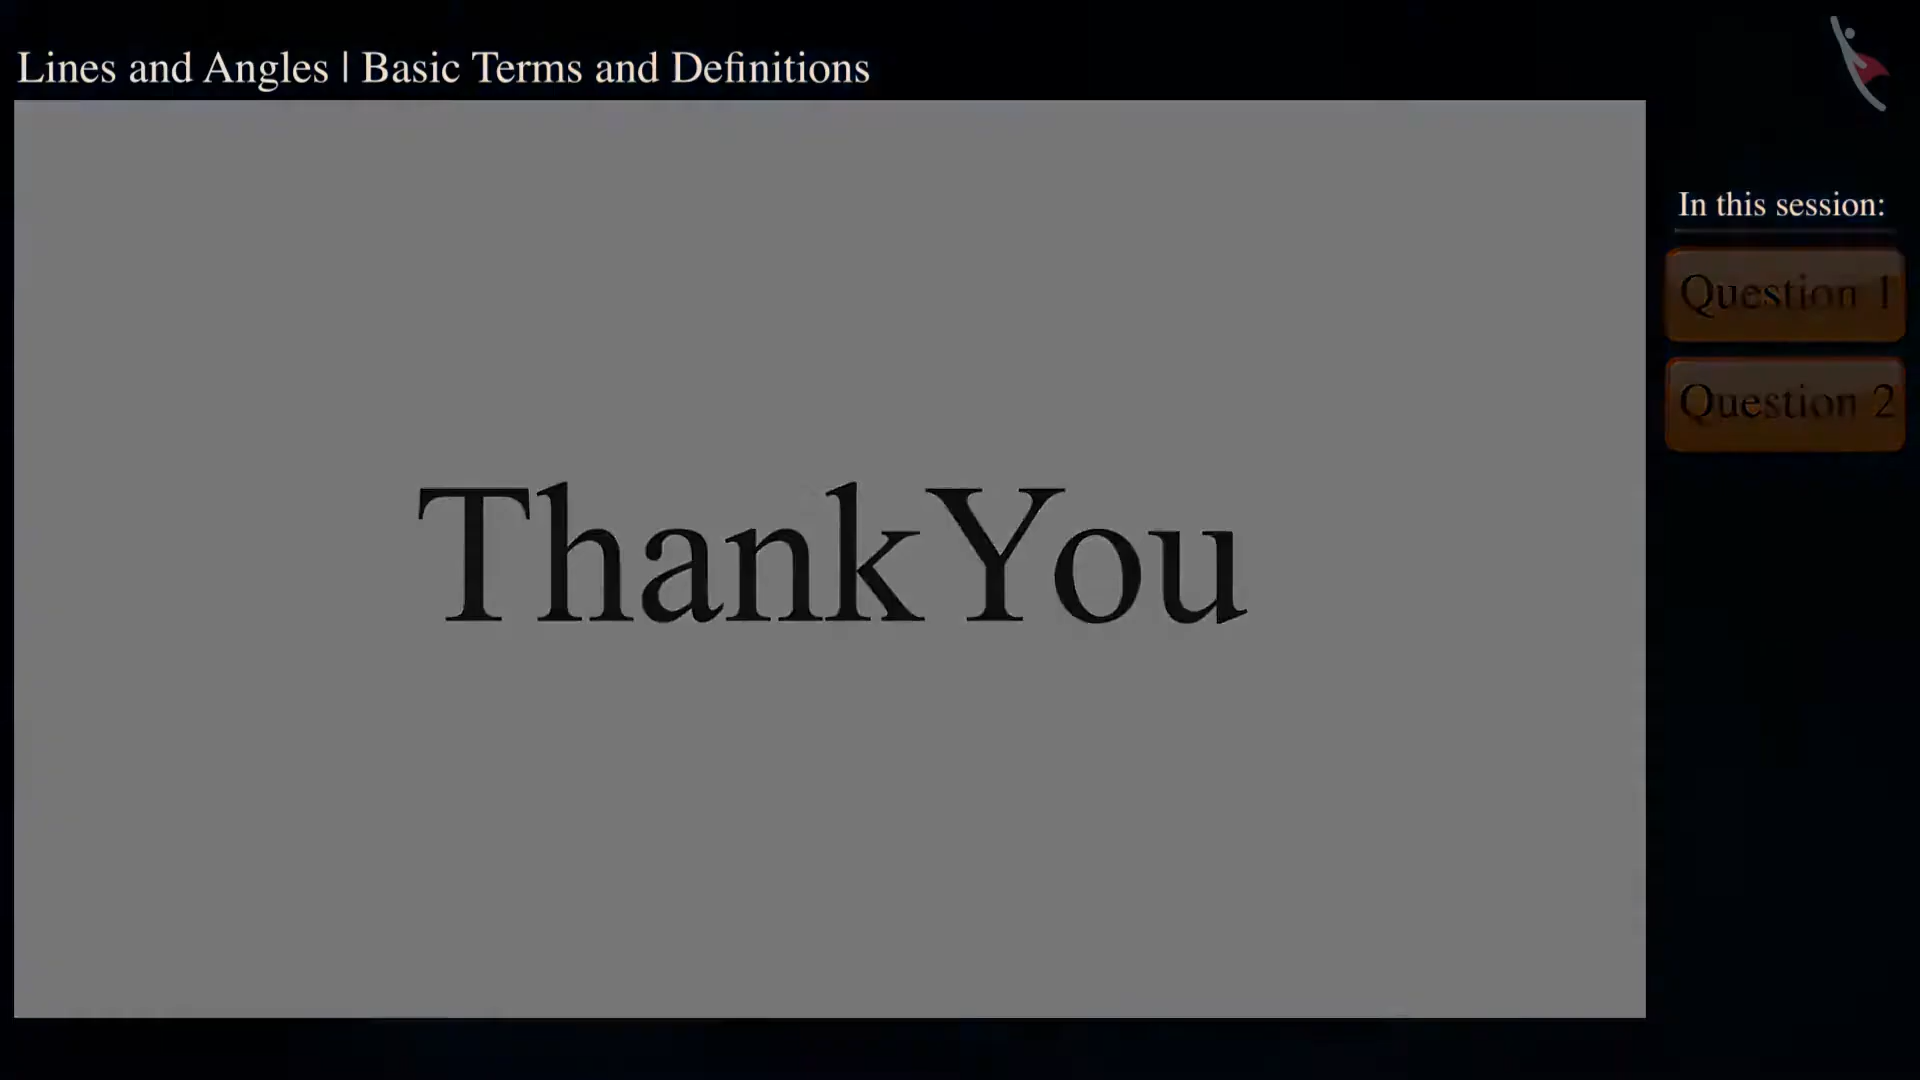 Lines and Angles | Basic Terms and Definitions
In this session:
Question 1
Question 2
ThankYou